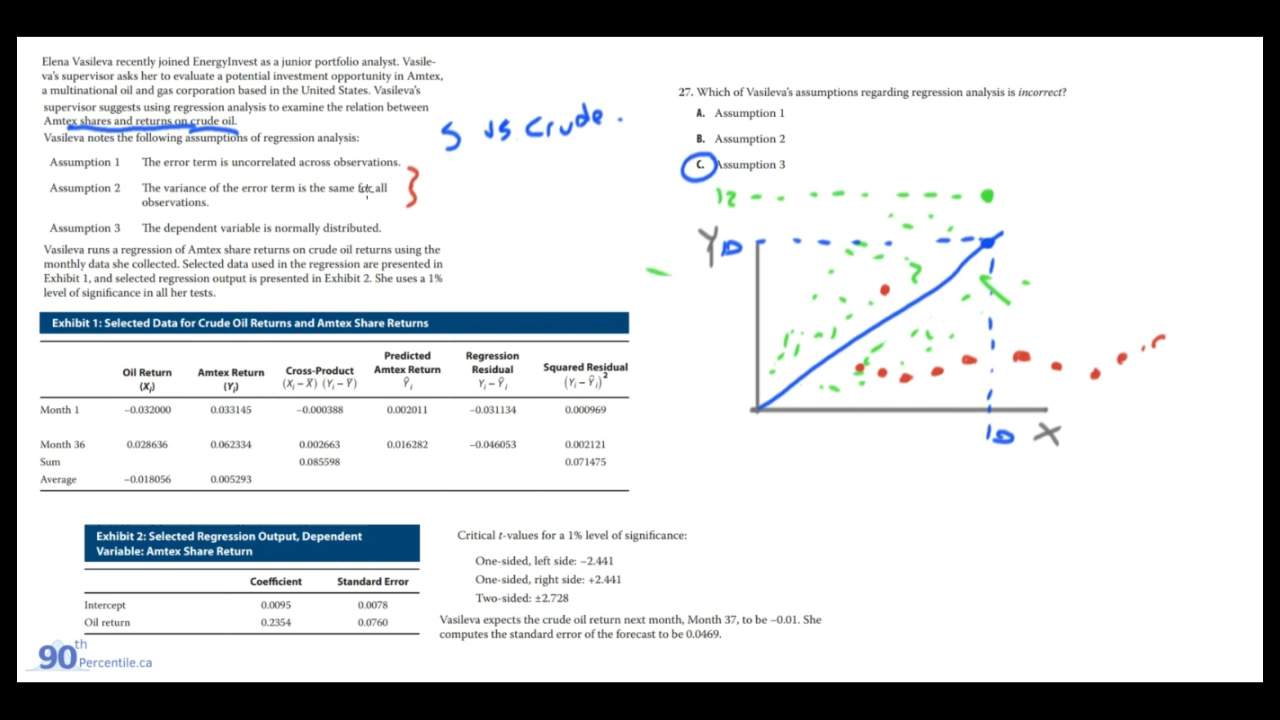 Elena Vasileva recently joined EnergyInvest as a junior portfolio analyst. Vasile-
va's supervisor asks her to evaluate a potential investment opportunity in Amtex,
a multinational oil and gas corporation based in the United States. Vasileva's
supervisor suggests using regression analysis to examine the relation between
Amtex shares and returns on crude oil.
Vasileva notes the following assumptions of regression analysis:
Assumption 1 The error term is uncorrelated across observations.
Assumption 2 The variance of the error term is the same for all
observations.
Assumption 3 The dependent variable is normally distributed.
Vasileva runs a regression of Amtex share returns on crude oil returns using the
monthly data she collected. Selected data used in the regression are presented in
Exhibit 1, and selected regression output is presented in Exhibit 2. She uses a 1%
level of significance in all her tests.
S vs Crude.
27. Which of Vasileva's assumptions regarding regression analysis is incorrect?
A. Assumption 1
B. Assumption 2
C. Assumption 3
12
Y 10
?
10 X
Exhibit 1: Selected Data for Crude Oil Returns and Amtex Share Returns
Oil Return (Xᵢ) Amtex Return (Yᵢ) Cross-Product (Xᵢ − X̄) (Yᵢ − Ȳ) Predicted Amtex Return Ŷᵢ Regression Residual Yᵢ − Ŷᵢ Squared Residual (Yᵢ − Ŷᵢ)²
Month 1 −0.032000 0.033145 −0.000388 0.002011 −0.031134 0.000969
Month 36 0.028636 0.062334 0.002663 0.016282 −0.046053 0.002121
Sum 0.085598 0.071475
Average −0.018056 0.005293
Exhibit 2: Selected Regression Output, Dependent
Variable: Amtex Share Return
Coefficient Standard Error
Intercept 0.0095 0.0078
Oil return 0.2354 0.0760
Critical t-values for a 1% level of significance:
One-sided, left side: −2.441
One-sided, right side: +2.441
Two-sided: ±2.728
Vasileva expects the crude oil return next month, Month 37, to be −0.01. She
computes the standard error of the forecast to be 0.0469.
90th
Percentile.ca